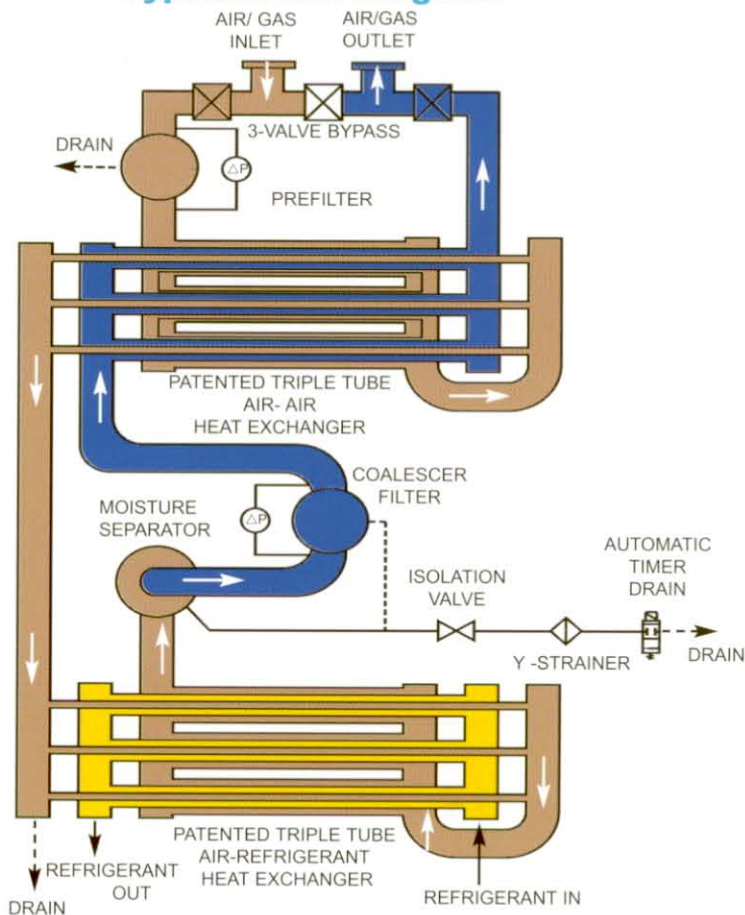 AIR/ GAS
INLET
AIR/GAS
OUTLET
3-VALVE BYPASS
DRAIN
△P
PREFILTER
PATENTED TRIPLE TUBE
AIR- AIR
HEAT EXCHANGER
COALESCER
FILTER
MOISTURE
SEPARATOR
△P
ISOLATION
VALVE
AUTOMATIC
TIMER
DRAIN
Y -STRAINER
DRAIN
PATENTED TRIPLE TUBE
AIR-REFRIGERANT
HEAT EXCHANGER
REFRIGERANT
OUT
REFRIGERANT IN
DRAIN